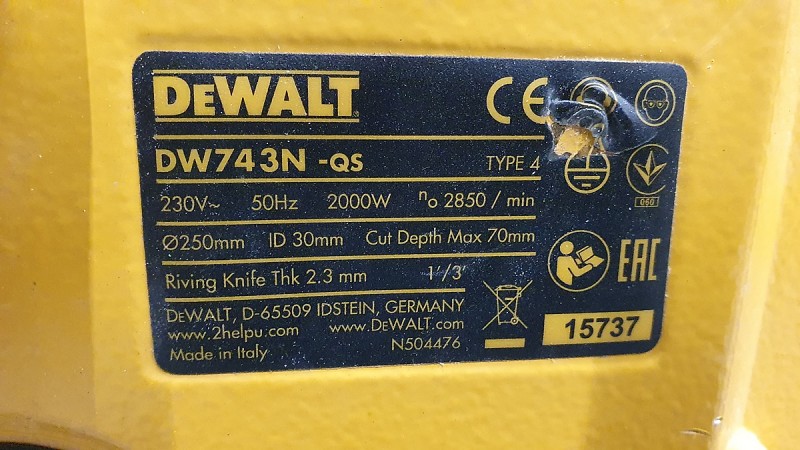 DEWALT
CE
DW743N -QS TYPE 4
230V~ 50Hz 2000W no 2850 / min
060
Ø250mm ID 30mm Cut Depth Max 70mm
EAC
Riving Knife Thk 2.3 mm 1'/3'
DEWALT, D-65509 IDSTEIN, GERMANY
www.2helpu.com www.DEWALT.com
Made in Italy N504476
15737